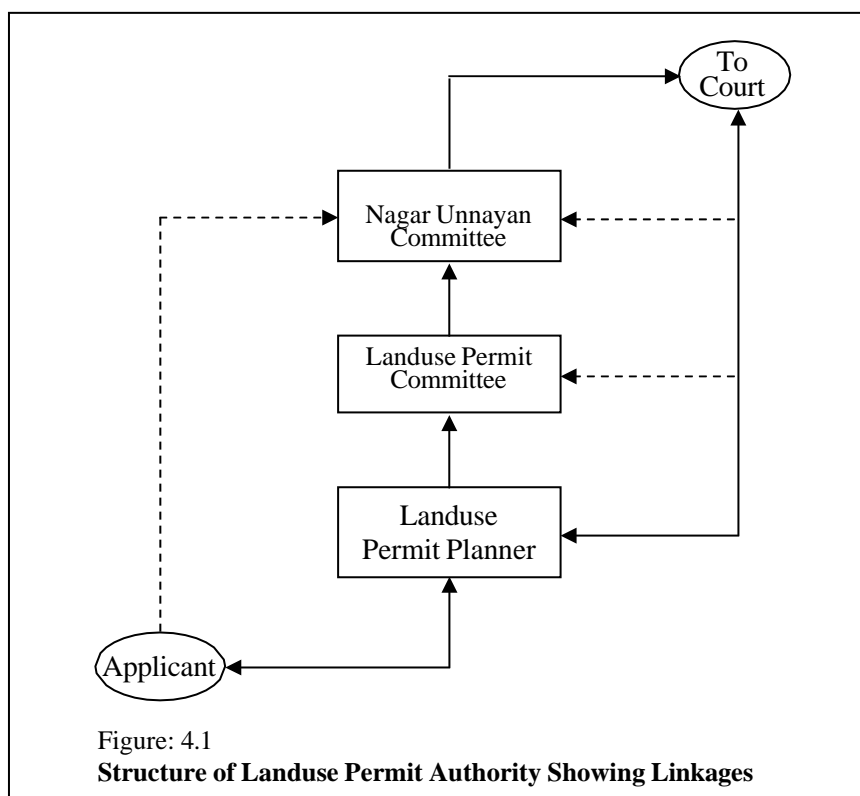 To
Court
Nagar Unnayan
Committee
Landuse Permit
Committee
Landuse
Permit Planner
Applicant
Figure: 4.1
Structure of Landuse Permit Authority Showing Linkages